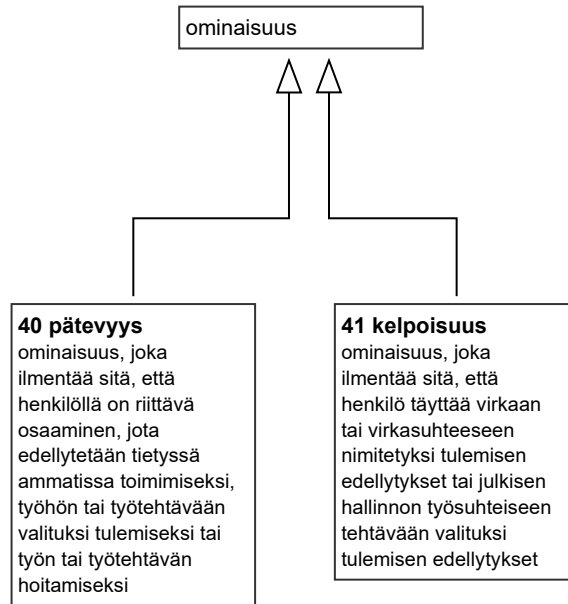 ominaisuus
40 pätevyys
ominaisuus, joka
ilmentää sitä, että
henkilöllä on riittävä
osaaminen, jota
edellytetään tietyssä
ammatissa toimimiseksi,
työhön tai työtehtävään
valituksi tulemiseksi tai
työn tai työtehtävän
hoitamiseksi
41 kelpoisuus
ominaisuus, joka
ilmentää sitä, että
henkilö täyttää virkaan
tai virkasuhteeseen
nimitetyksi tulemisen
edellytykset tai julkisen
hallinnon työsuhteiseen
tehtävään valituksi
tulemisen edellytykset